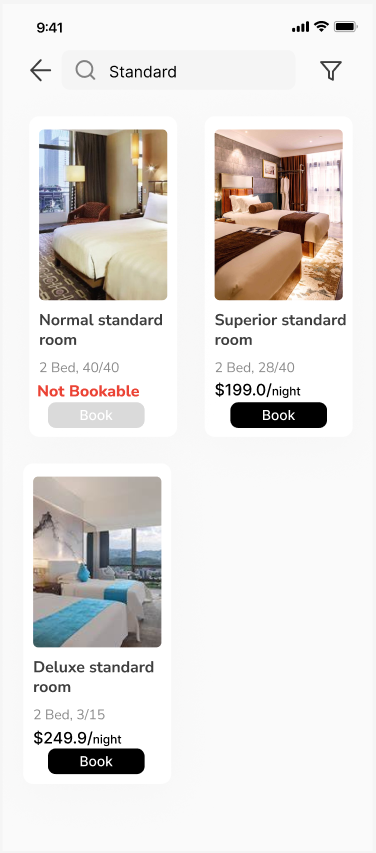 9:41
Standard
Normal standard
room
2 Bed, 40/40
Not Bookable
Book
Superior standard
room
2 Bed, 28/40
$199.0/night
Book
Deluxe standard
room
2 Bed, 3/15
$249.9/night
Book